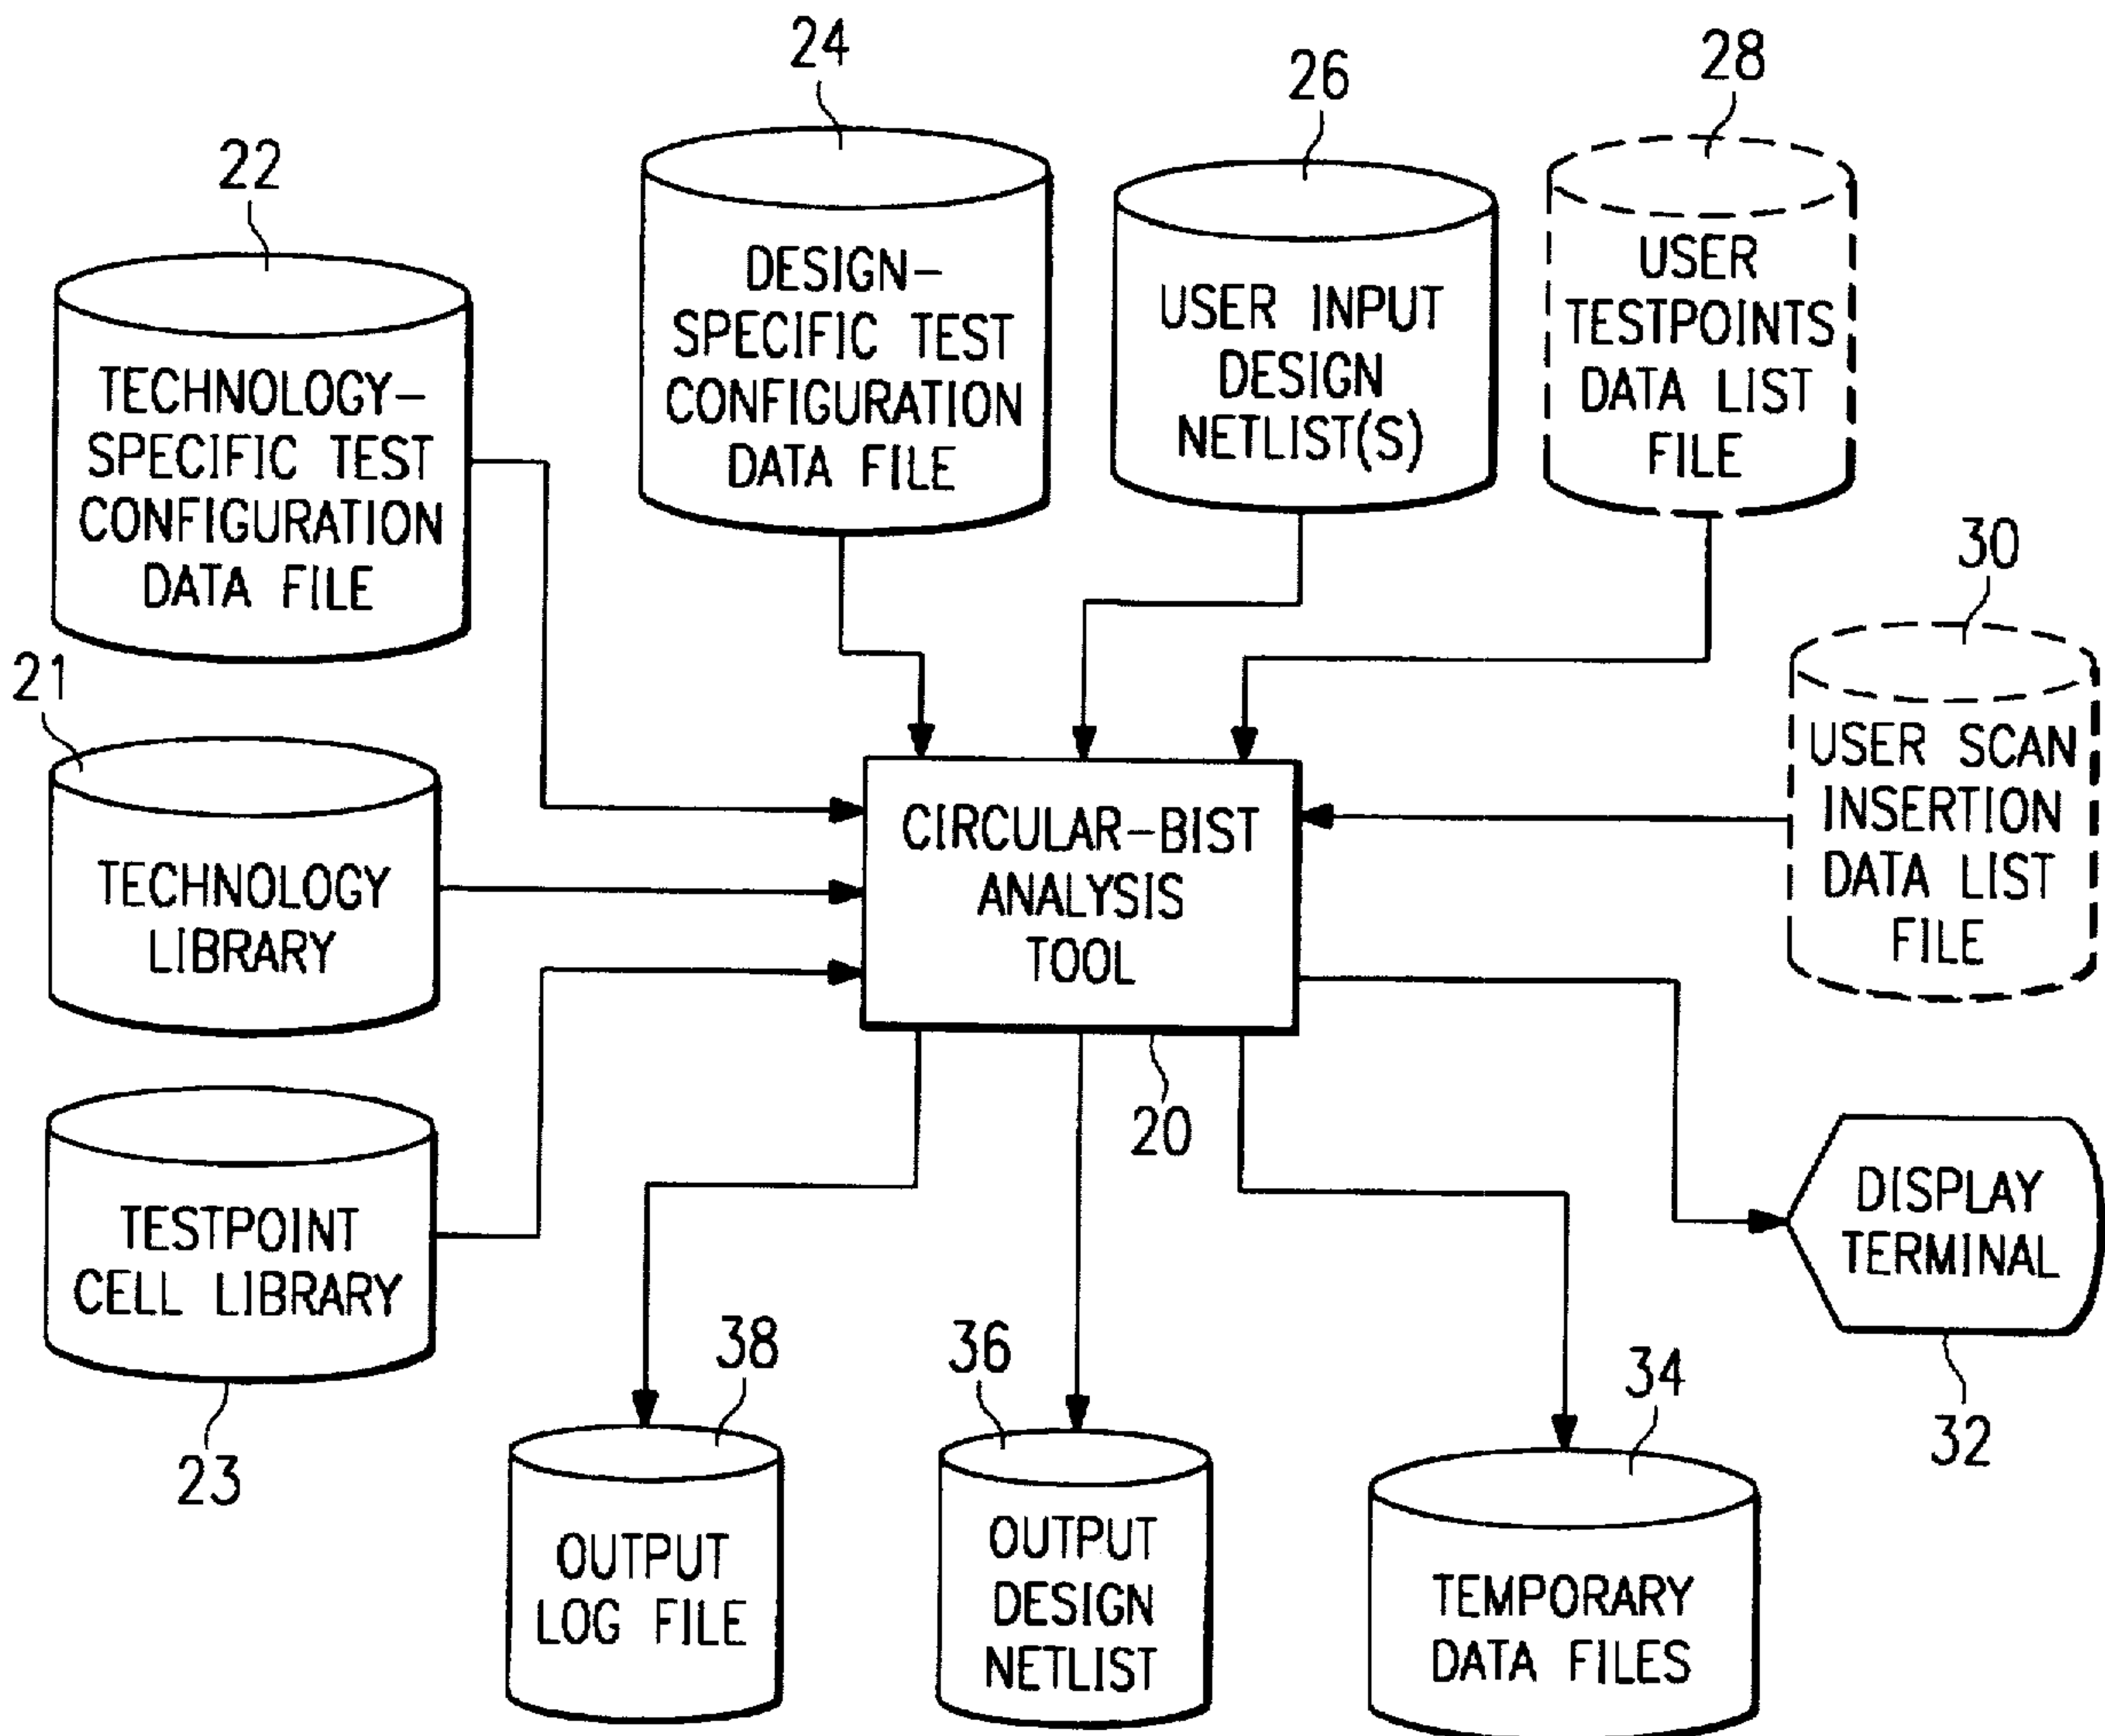 24
26
28
22
DESIGN-
SPECIFIC TEST
CONFIGURATION
DATA FILE
USER INPUT
DESIGN
NETLIST(S)
USER
TESTPOINTS
DATA LIST
FILE
TECHNOLOGY-
SPECIFIC TEST
CONFIGURATION
DATA FILE
30
21
USER SCAN
INSERTION
DATA LIST
FILE
TECHNOLOGY
LIBRARY
CIRCULAR-BIST
ANALYSIS
TOOL
20
TESTPOINT
CELL LIBRARY
23
DISPLAY
TERMINAL
32
38
36
34
OUTPUT
LOG FILE
OUTPUT
DESIGN
NETLIST
TEMPORARY
DATA FILES